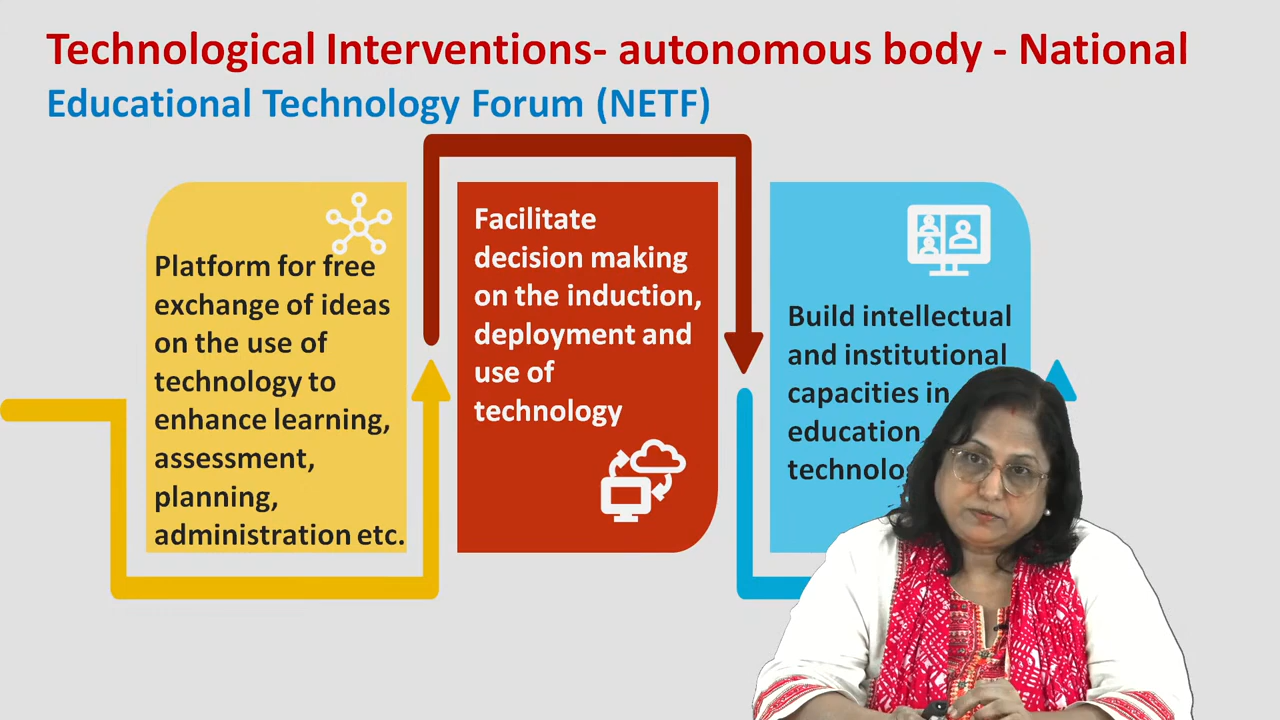 Technological Interventions- autonomous body - National
Educational Technology Forum (NETF)
Platform for free
exchange of ideas
on the use of
technology to
enhance learning,
assessment,
planning,
administration etc.
Facilitate
decision making
on the induction,
deployment and
use of
technology
Build intellectual
and institutional
capacities in
education